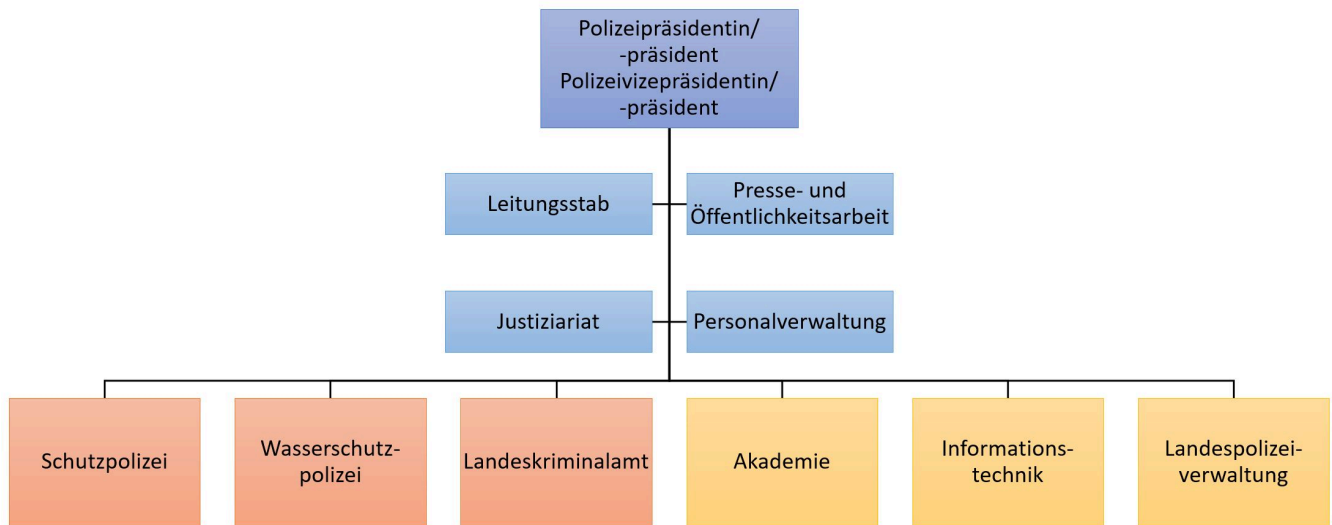 Polizeipräsidentin/
-präsident
Polizeivizepräsidentin/
-präsident
Leitungsstab
Presse- und
Öffentlichkeitsarbeit
Justiziariat
Personalverwaltung
Schutzpolizei
Wasserschutz-
polizei
Landeskriminalamt
Akademie
Informations-
technik
Landespolizei-
verwaltung